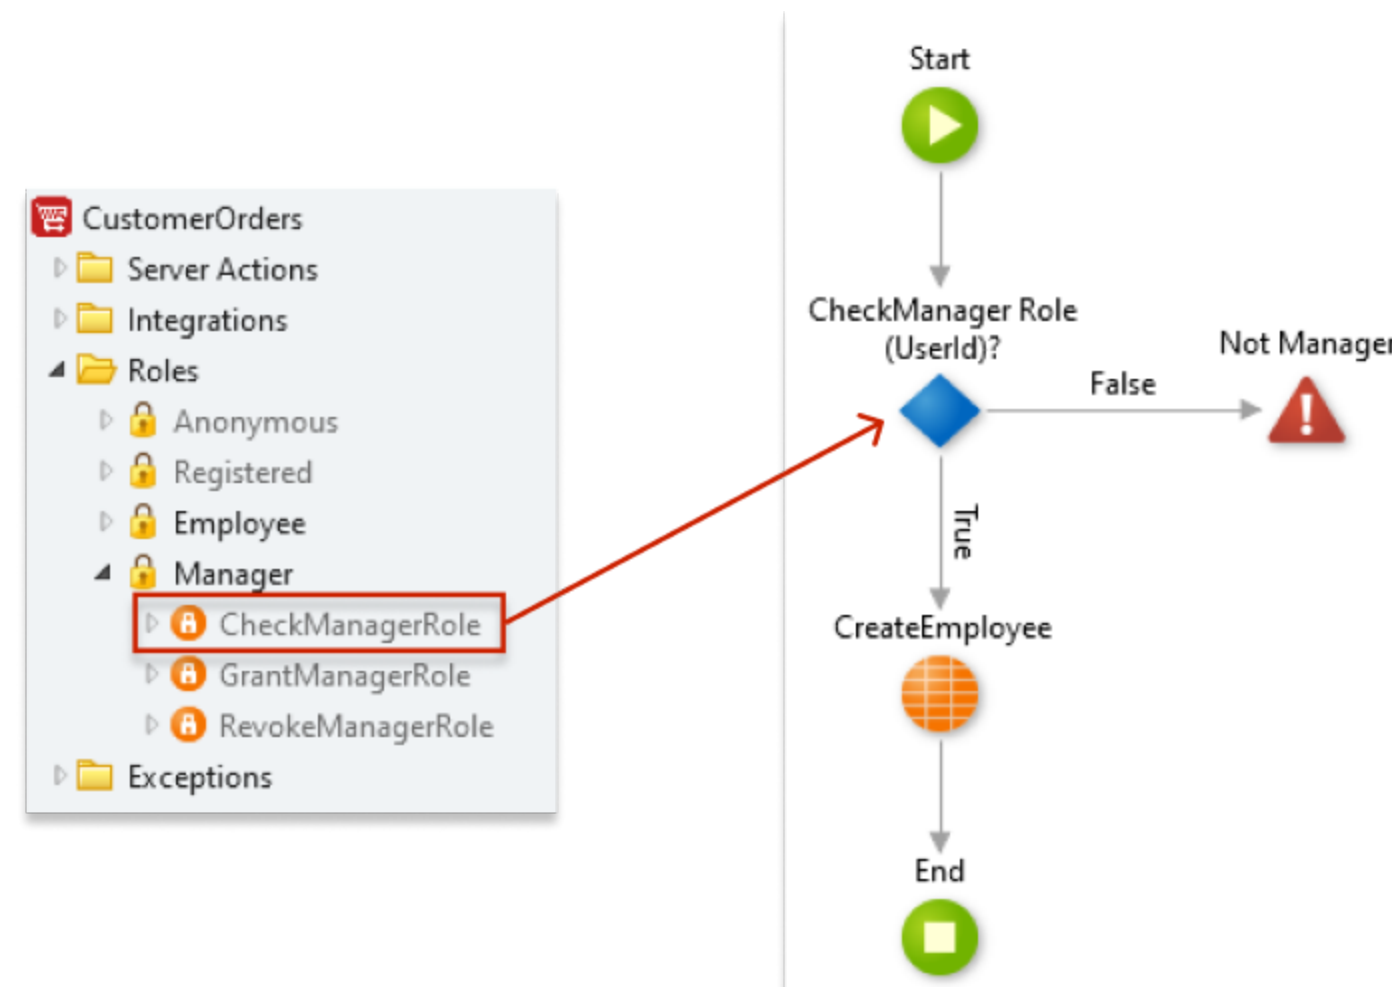 CustomerOrders
Server Actions
Integrations
Roles
Anonymous
Registered
Employee
Manager
CheckManagerRole
GrantManagerRole
RevokeManagerRole
Exceptions
Start
CheckManager Role
(UserId)?
False
Not Manager
True
CreateEmployee
End